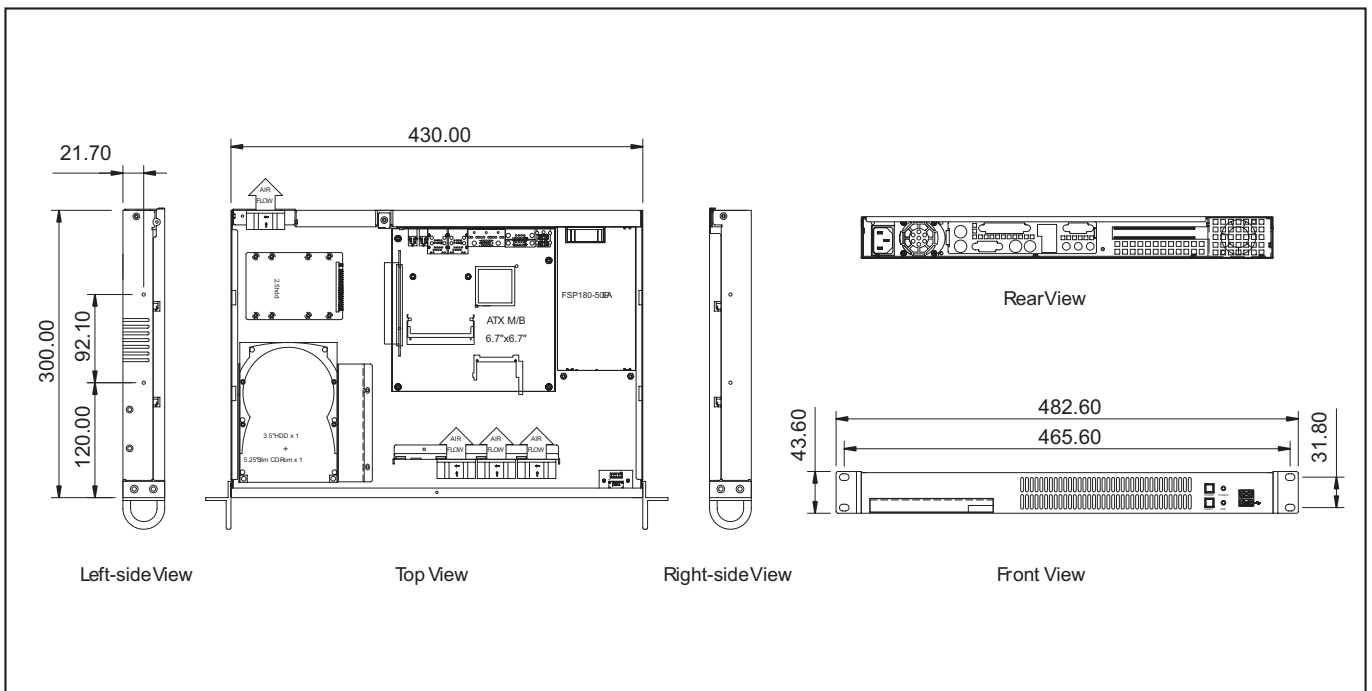 21.70
430.00
300.00
92.10
120.00
AIR
FLOW
2.5hdd
ATX M/B
6.7"x6.7"
3.5"HDD x 1
+
5.25"Slim CD-Rom x 1
AIR
FLOW
AIR
FLOW
AIR
FLOW
Left-side View
Top View
Right-side View
Rear View
482.60
465.60
43.60
31.80
Front View